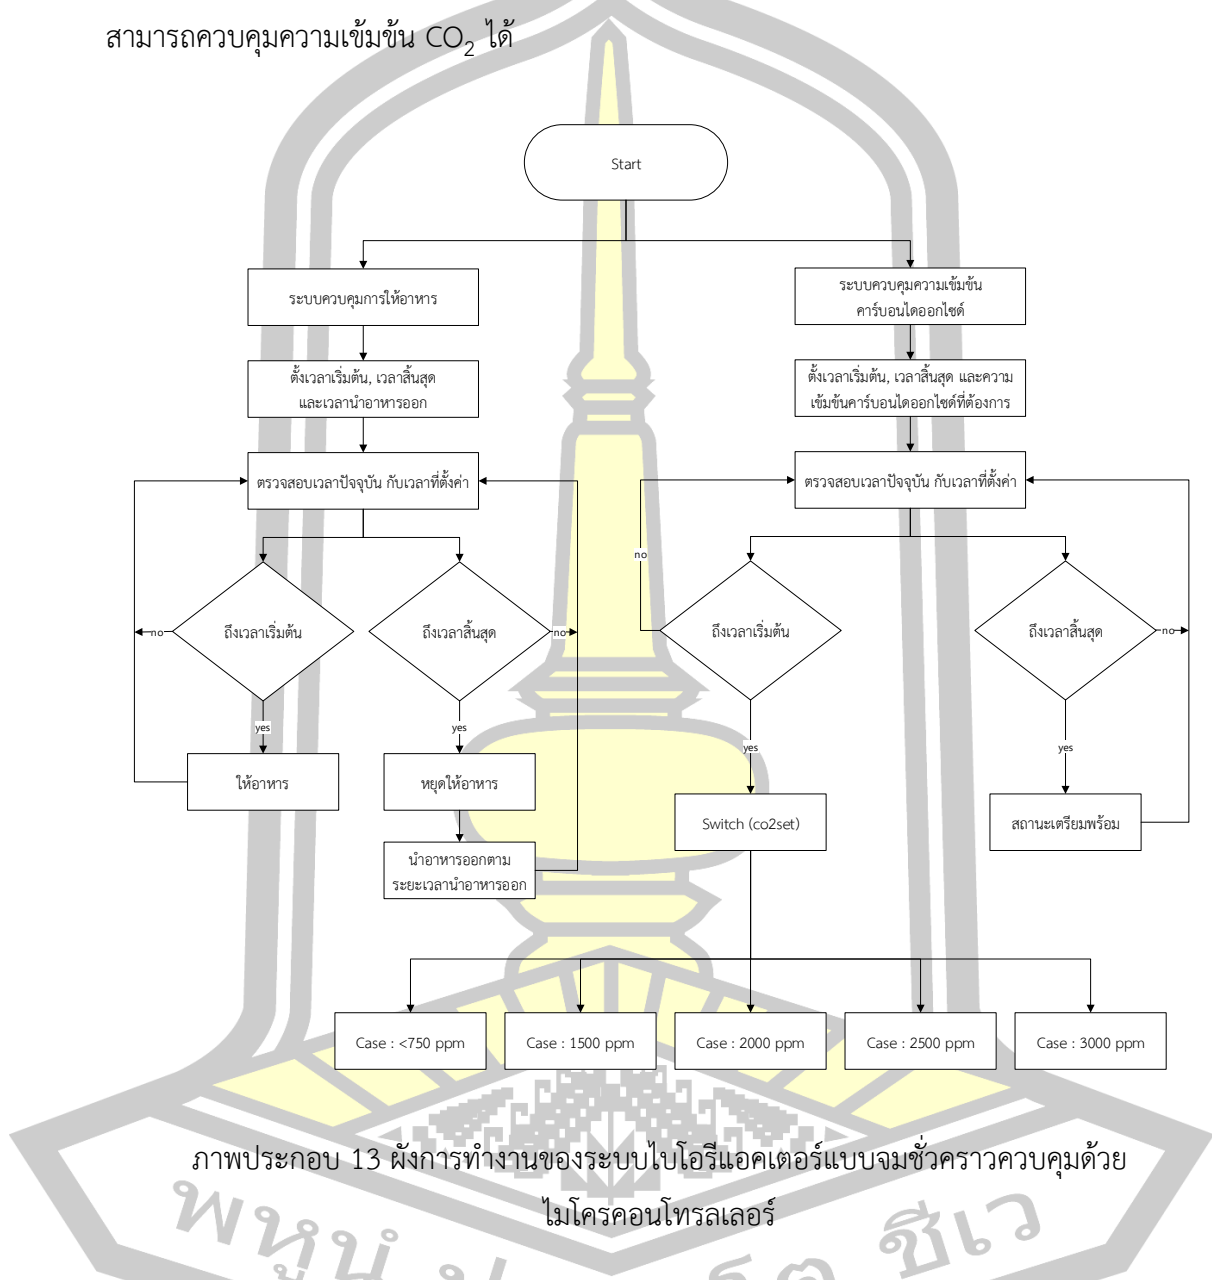 สามารถควบคุมความเข้มข้น CO2 ได้
Start
ระบบควบคุมการให้อาหาร
ระบบควบคุมความเข้มข้น
คาร์บอนไดออกไซด์
ตั้งเวลาเริ่มต้น, เวลาสิ้นสุด
และเวลานำอาหารออก
ตั้งเวลาเริ่มต้น, เวลาสิ้นสุด และความ
เข้มข้นคาร์บอนไดออกไซด์ที่ต้องการ
ตรวจสอบเวลาปัจจุบัน กับเวลาที่ตั้งค่า
ตรวจสอบเวลาปัจจุบัน กับเวลาที่ตั้งค่า
no
no
ถึงเวลาเริ่มต้น
ถึงเวลาสิ้นสุด
no
ถึงเวลาเริ่มต้น
ถึงเวลาสิ้นสุด
no
yes
yes
yes
yes
ให้อาหาร
หยุดให้อาหาร
Switch (co2set)
สถานะเตรียมพร้อม
นำอาหารออกตาม
ระยะเวลานำอาหารออก
Case : <750 ppm
Case : 1500 ppm
Case : 2000 ppm
Case : 2500 ppm
Case : 3000 ppm
ภาพประกอบ 13 ผังการทำงานของระบบไบโอรีแอคเตอร์แบบจมชั่วคราวควบคุมด้วย
ไมโครคอนโทรลเลอร์
พหูนํ
ชีเว